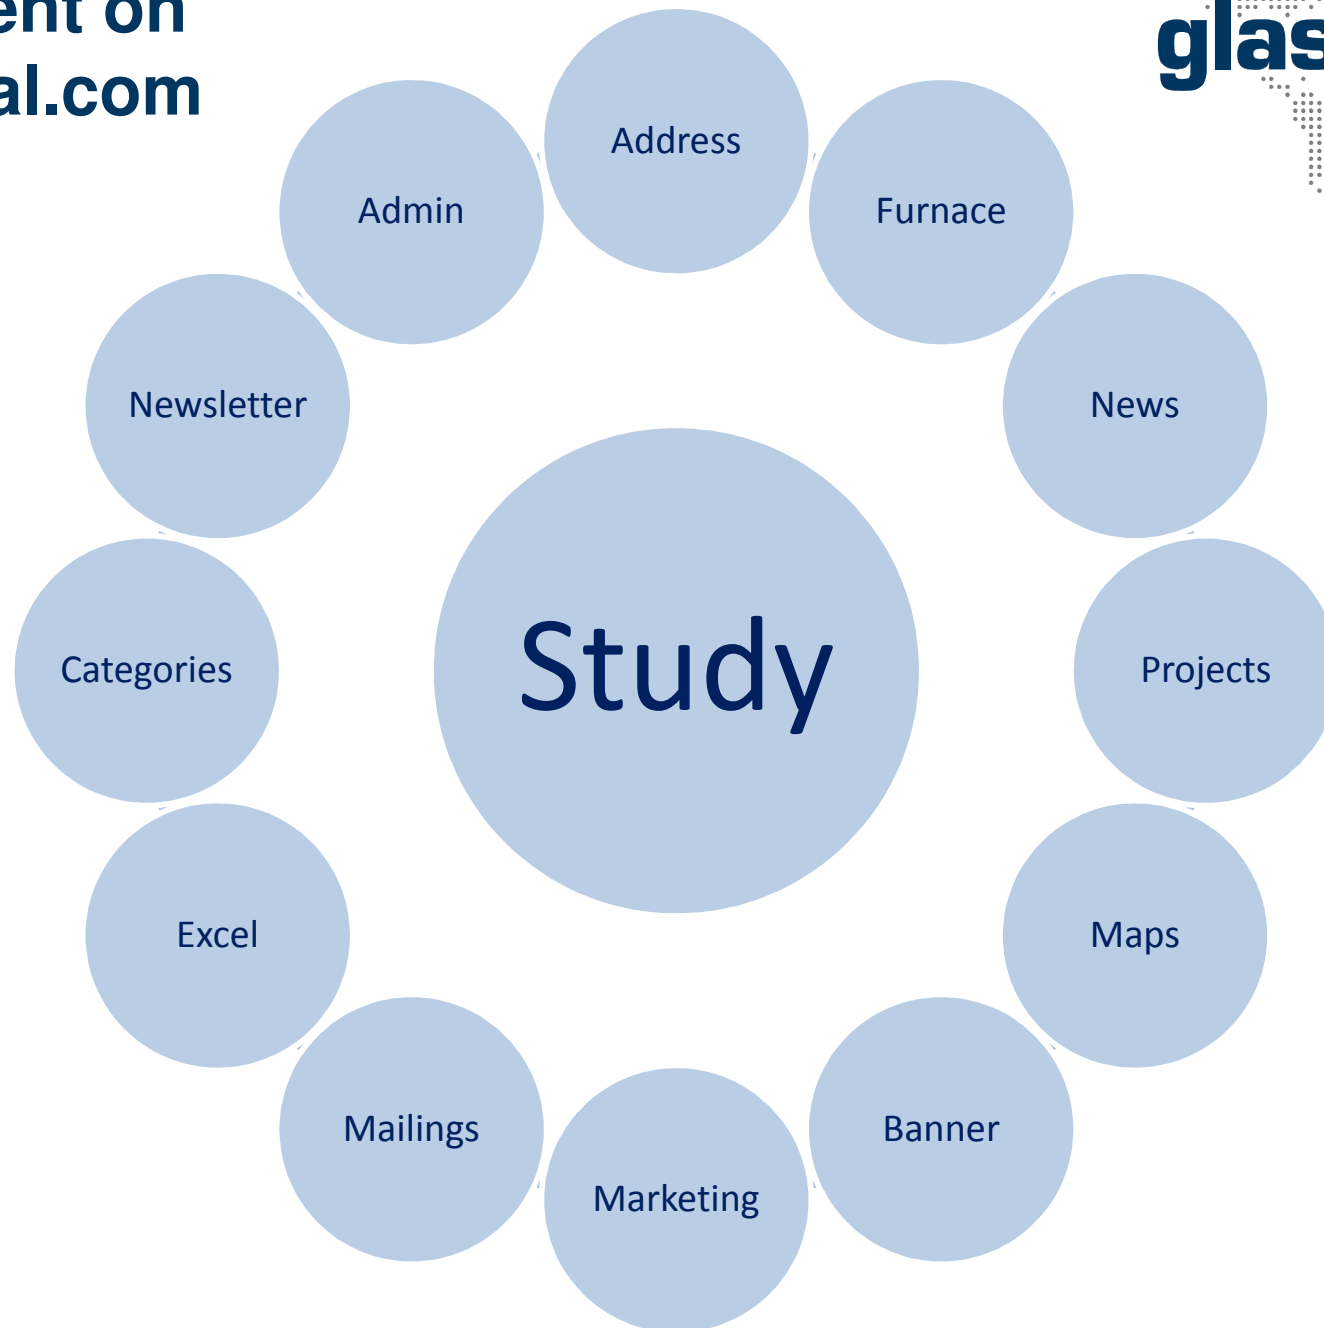 ent on
al.com
glas
Address
Admin
Furnace
Newsletter
News
Study
Categories
Projects
Excel
Maps
Mailings
Banner
Marketing